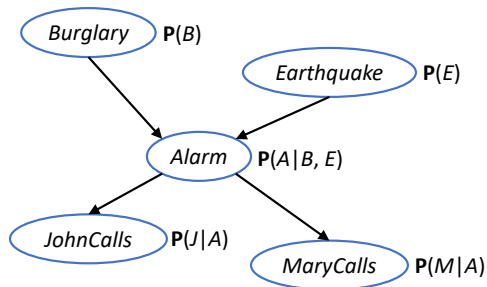 Burglary P(B)
Earthquake P(E)
Alarm P(A|B, E)
JohnCalls P(J|A)
MaryCalls P(M|A)